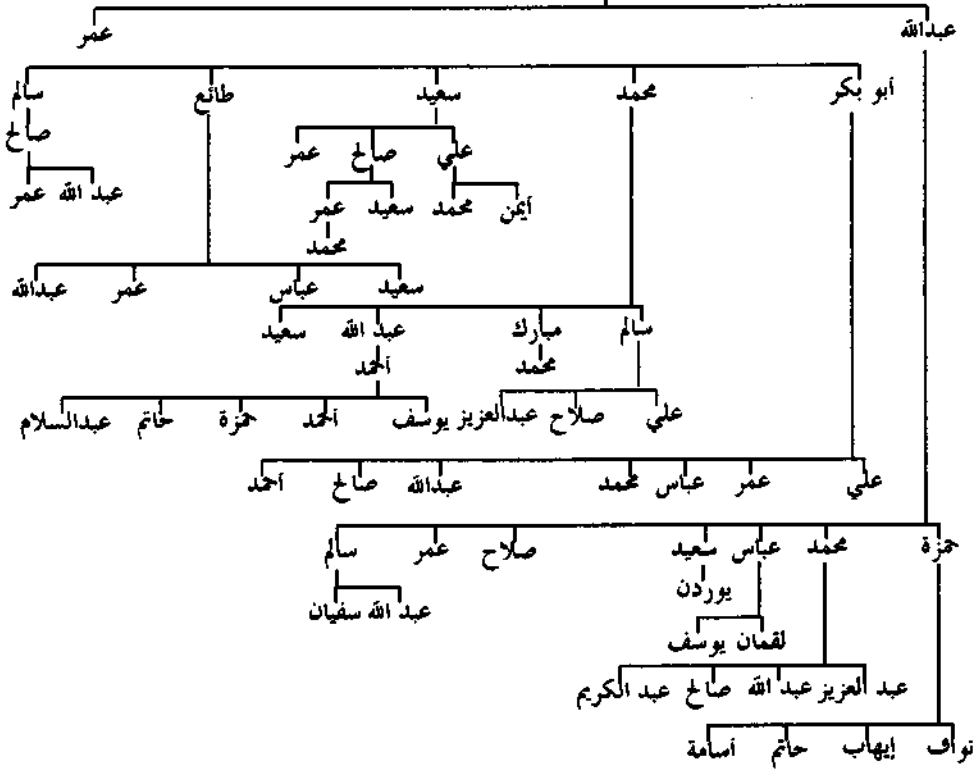 عبدالله عمر
أبو بكر محمد سعيد طائع سالم
صالح
علي صالح عمر
عبد الله عمر
أيمن محمد سعيد عمر
محمد
سعيد عباس عمر عبدالله
سالم مبارك عبد الله سعيد
محمد أحمد
علي صلاح عبدالعزيز يوسف أحمد حمزة حاتم عبدالسلام
علي عمر عباس محمد عبدالله صالح أحمد
حمزة محمد عباس سعيد صلاح عمر سالم
يوردن
عبد الله سفيان
لقمان يوسف
عبد العزيز عبد الله صالح عبد الكريم
نواف إيهاب حاتم أسامة